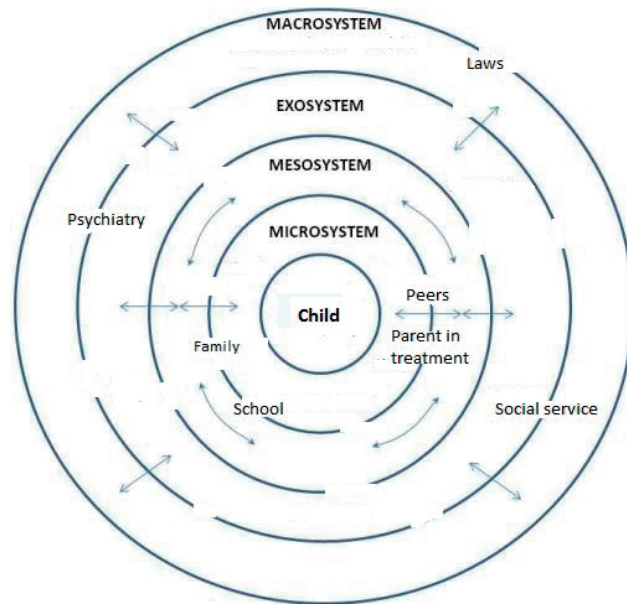 MACROSYSTEM
Laws
EXOSYSTEM
MESOSYSTEM
Psychiatry
MICROSYSTEM
Peers
Child
Parent in
treatment
Family
School
Social service